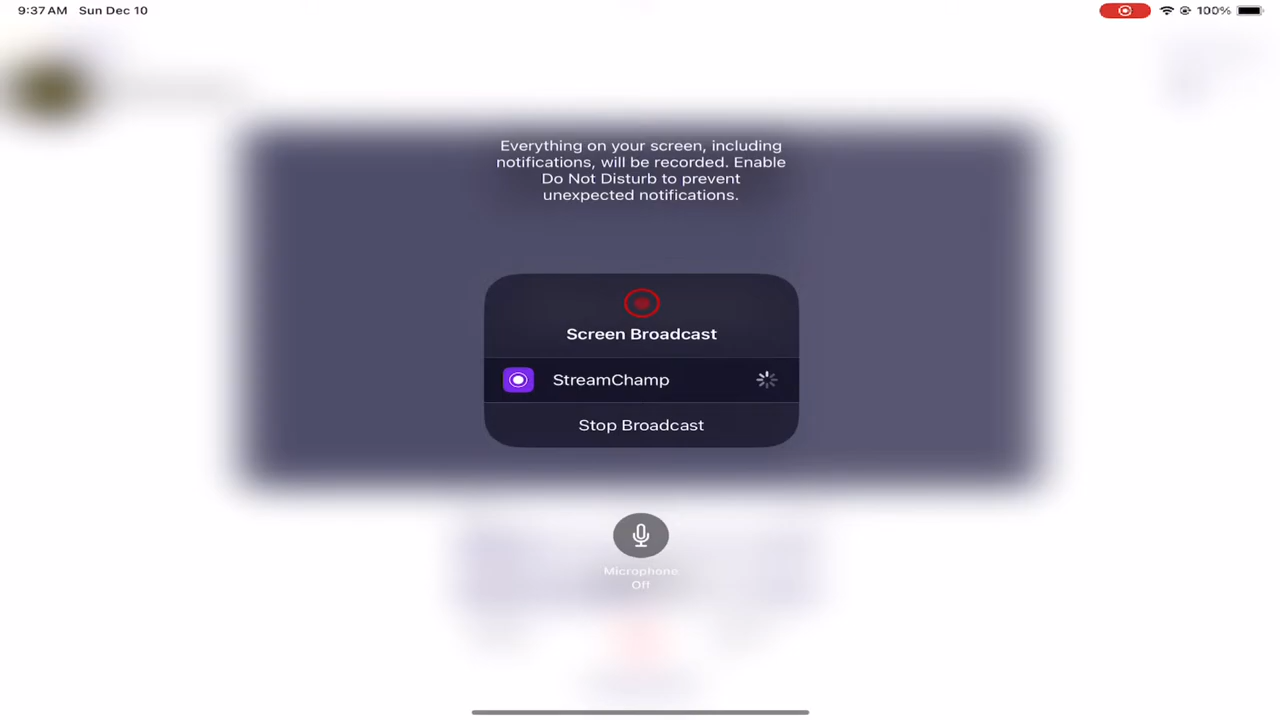 9:37 AM Sun Dec 10
100%
Everything on your screen, including
notifications, will be recorded. Enable
Do Not Disturb to prevent
unexpected notifications.
Screen Broadcast
StreamChamp
Stop Broadcast
Microphone
Off